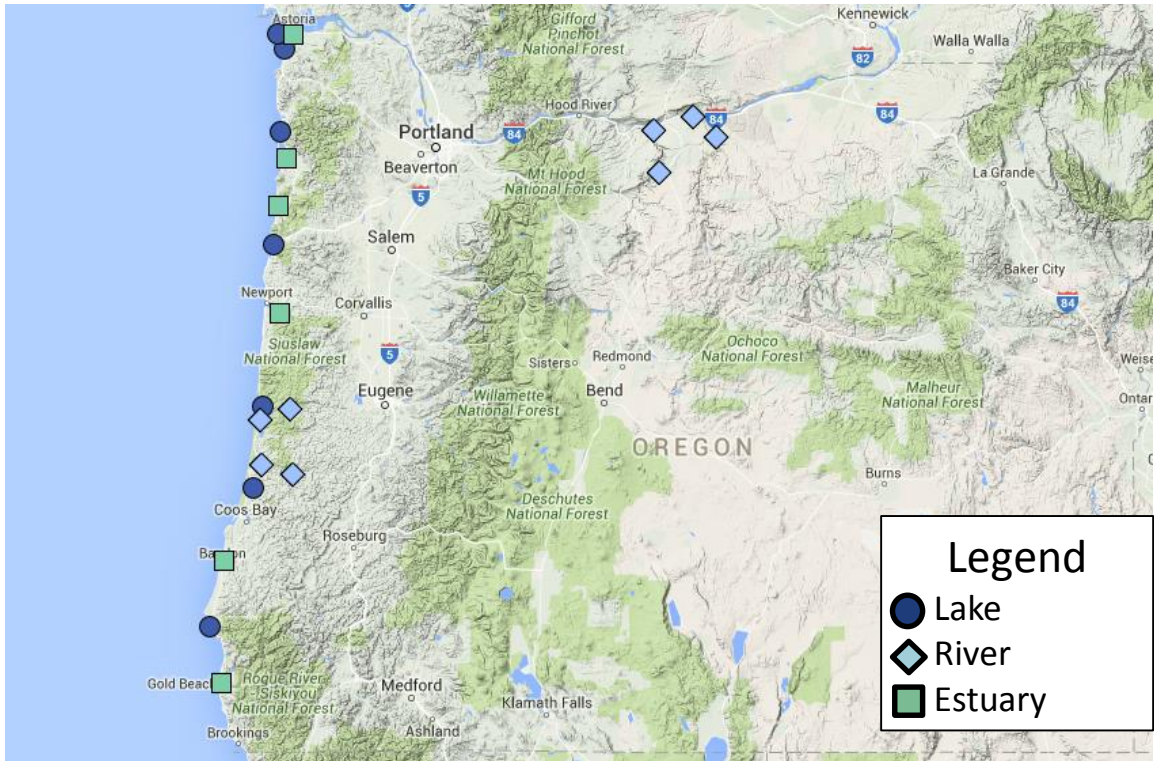 Astoria
5
Gifford
Pinchot
National Forest
Kennewick
Walla Walla
82
Hood River
84
84
84
Portland
Beaverton
Mt Hood
National Forest
La Grande
5
Salem
Baker City
84
Newport
Corvallis
Siuslaw
National Forest
5
Sisters
Redmond
Ochoco
National Forest
Weise
Eugene
Willamette
National Forest
Bend
Malheur
National Forest
Ontar
OREGON
Burns
Deschutes
National Forest
Coos Bay
Roseburg
Legend
Lake
River
Estuary
Gold Beach
Rogue River
- Siskiyou
National Forest
Medford
Klamath Falls
Ashland
Brookings